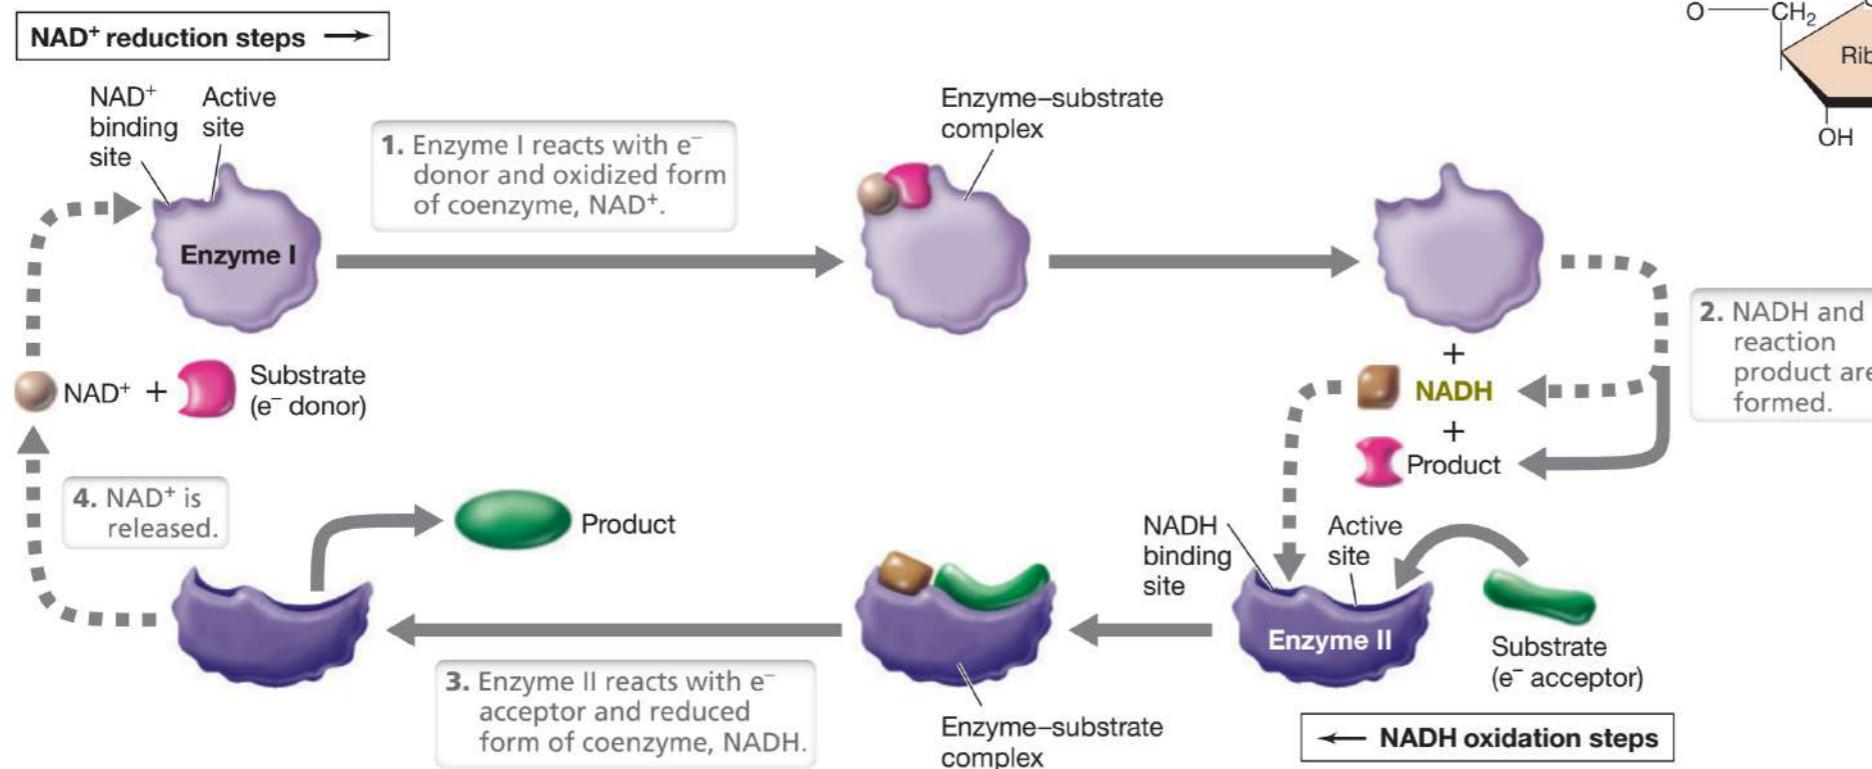 NAD⁺ reduction steps →
O
CH₂
Rib
OH
NAD⁺
binding
site
Active
site
1. Enzyme I reacts with e⁻
donor and oxidized form
of coenzyme, NAD⁺.
Enzyme–substrate
complex
Enzyme I
2. NADH and
reaction
product are
formed.
NAD⁺ +
Substrate
(e⁻ donor)
+
NADH
+
Product
4. NAD⁺ is
released.
Product
NADH
binding
site
Active
site
Enzyme II
Substrate
(e⁻ acceptor)
3. Enzyme II reacts with e⁻
acceptor and reduced
form of coenzyme, NADH.
Enzyme–substrate
complex
← NADH oxidation steps